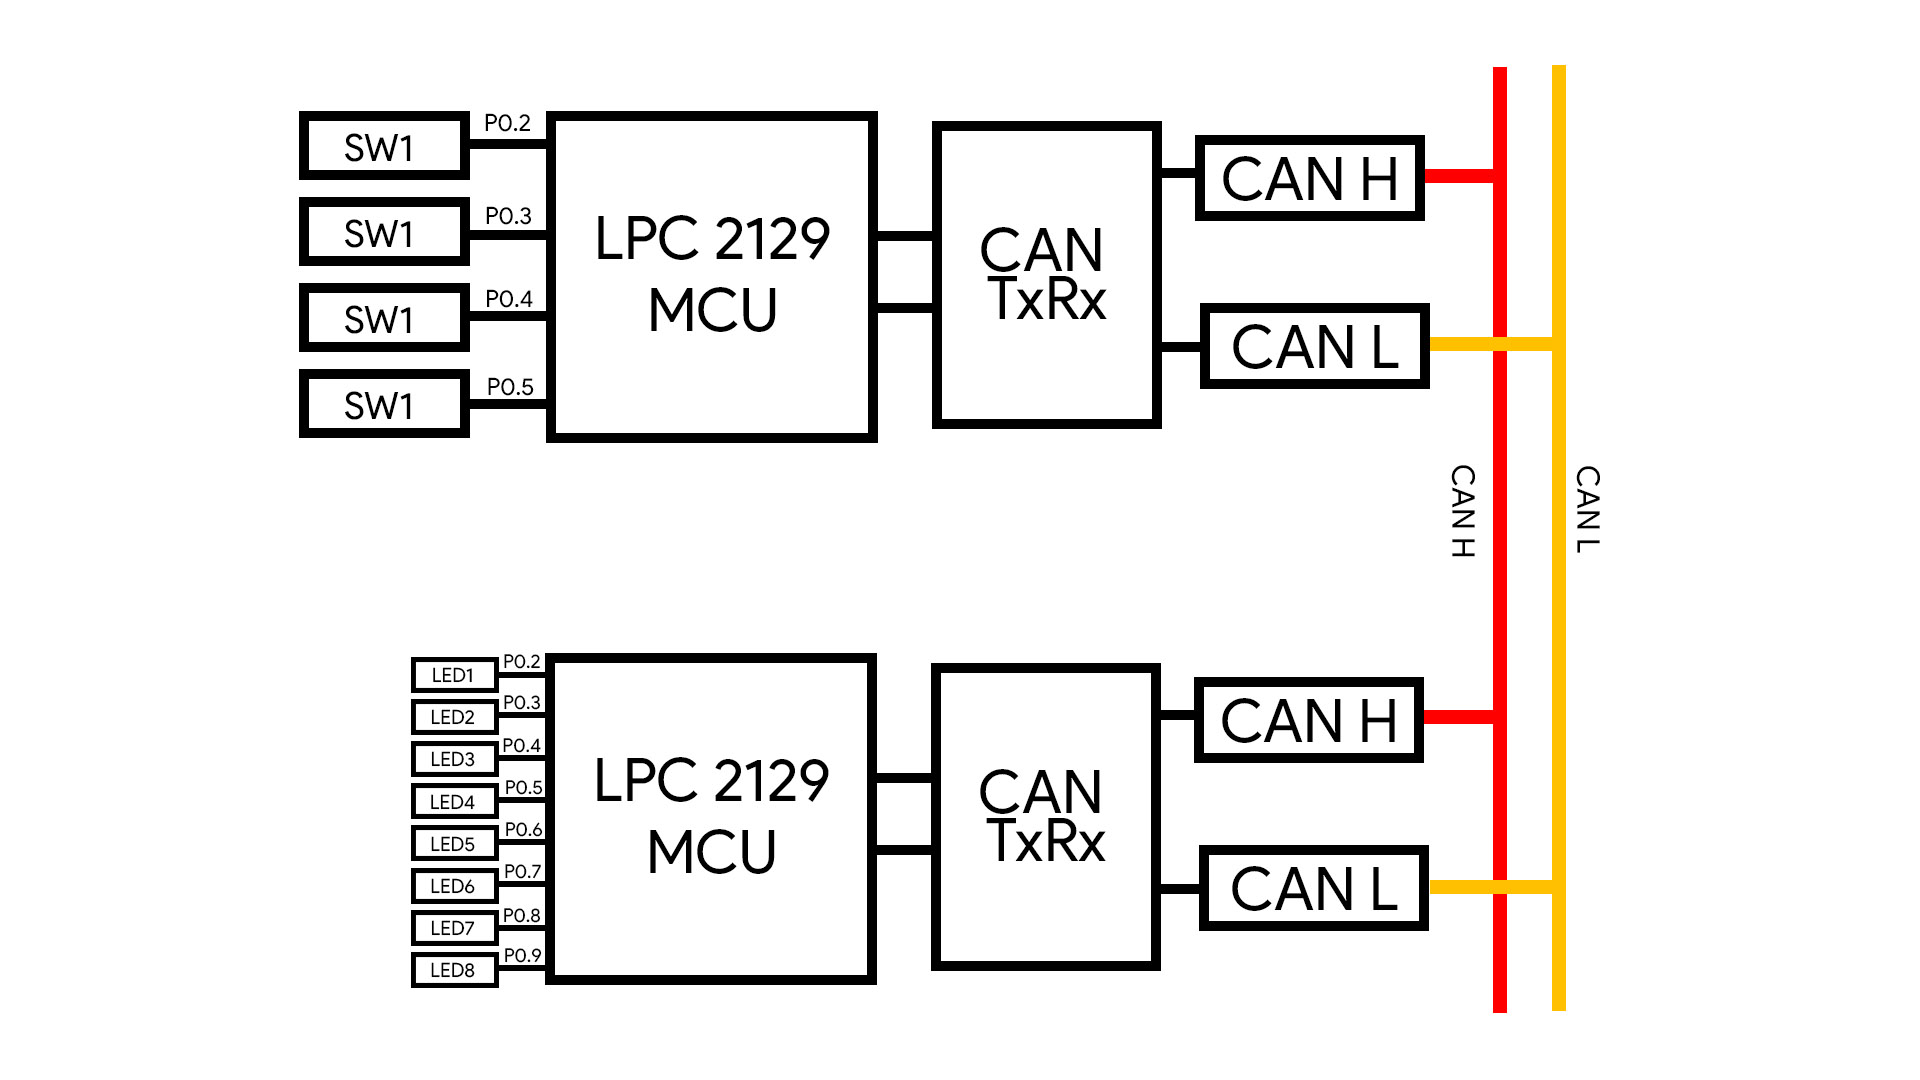 SW1
P0.2
SW1
P0.3
SW1
P0.4
SW1
P0.5
LPC 2129
MCU
CAN
TxRx
CAN H
CAN L
CAN H
CAN L
LED1
P0.2
LED2
P0.3
LED3
P0.4
LED4
P0.5
LED5
P0.6
LED6
P0.7
LED7
P0.8
LED8
P0.9
LPC 2129
MCU
CAN
TxRx
CAN H
CAN L